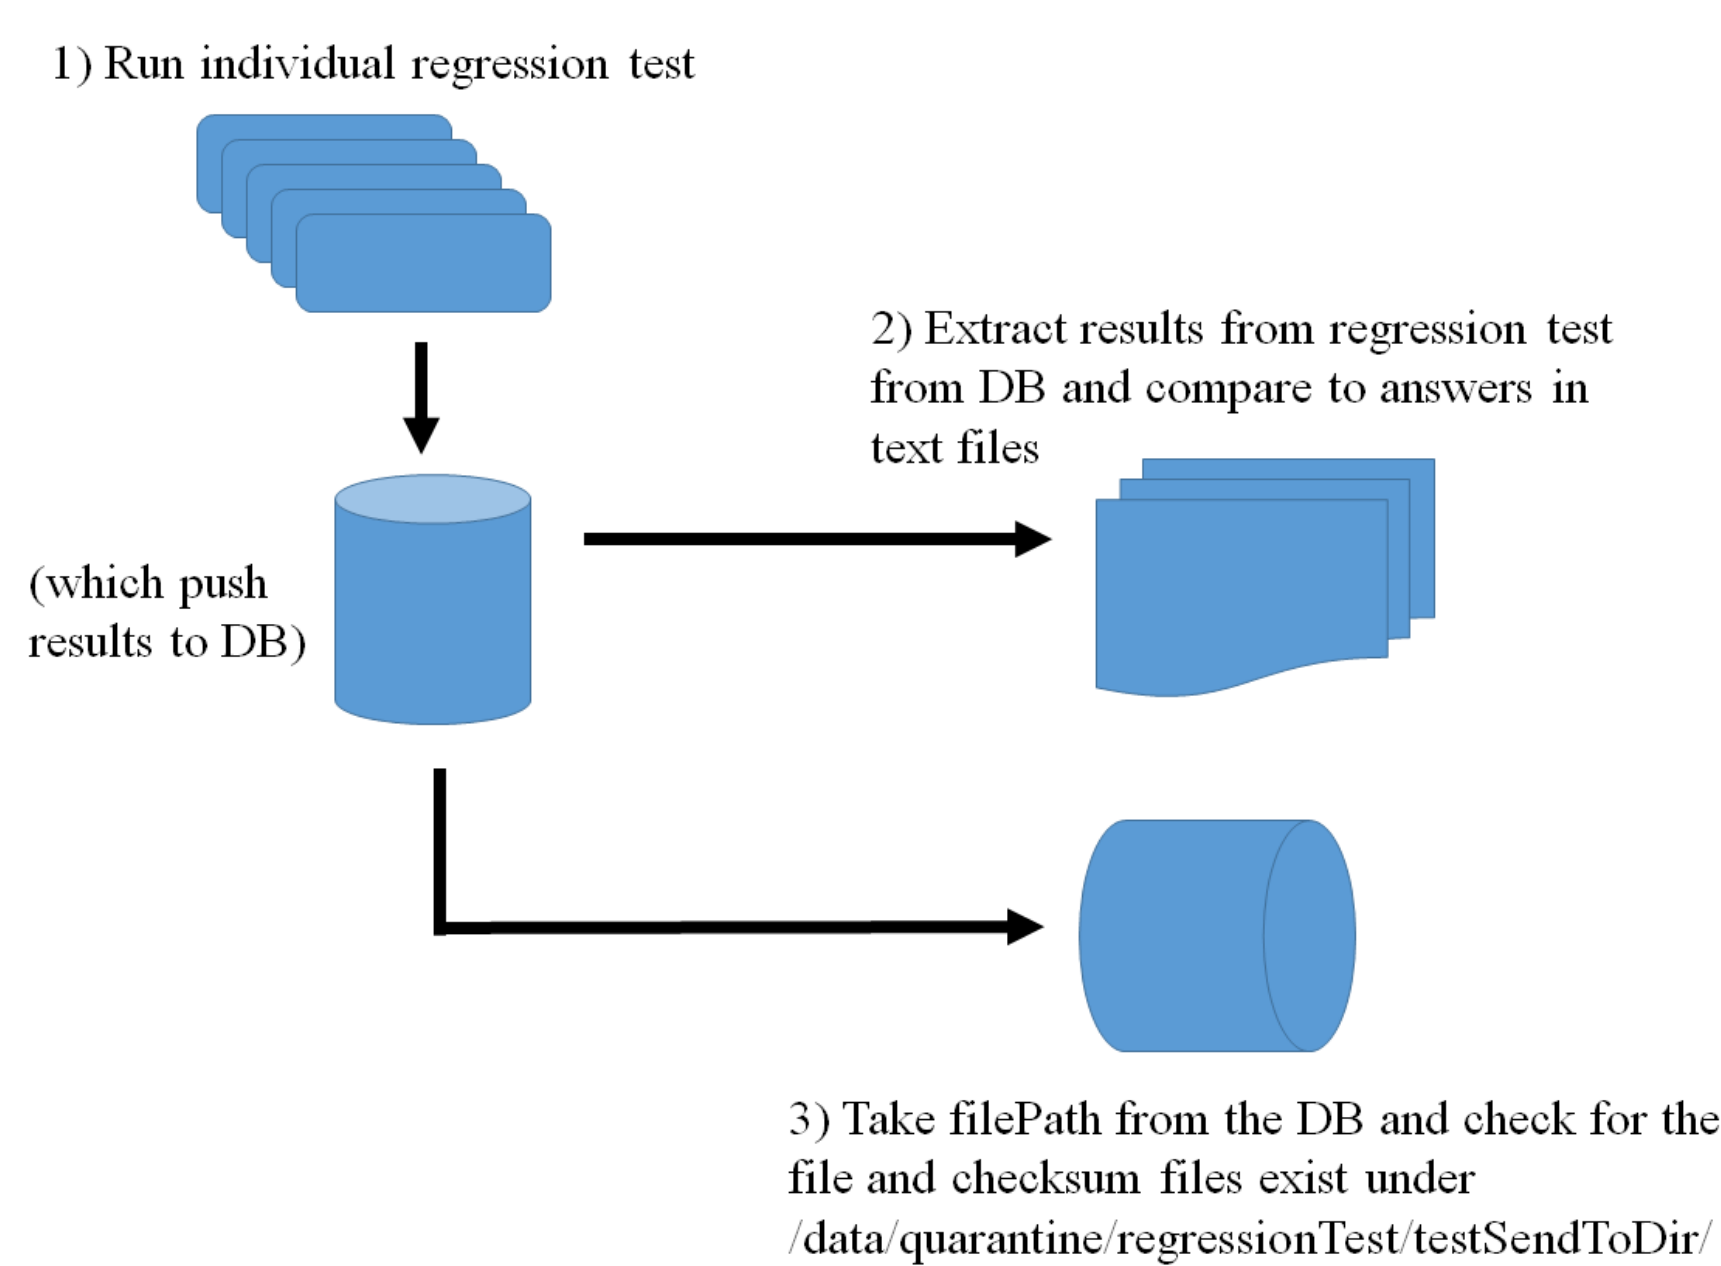 1) Run individual regression test
2) Extract results from regression test
from DB and compare to answers in
text files
(which push
results to DB)
3) Take filePath from the DB and check for the
file and checksum files exist under
/data/quarantine/regressionTest/testSendToDir/